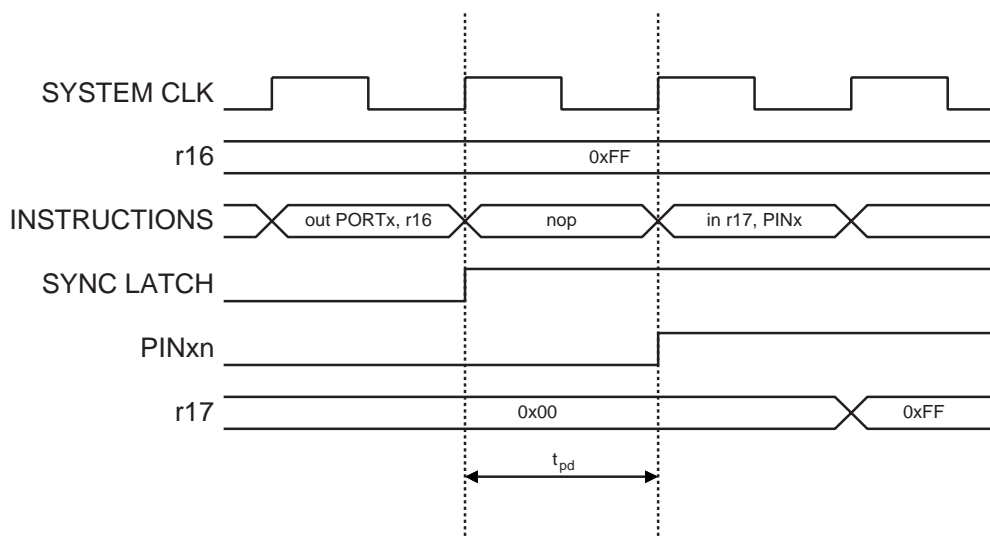 SYSTEM CLK
r16
0xFF
INSTRUCTIONS
out PORTx, r16
nop
in r17, PINx
SYNC LATCH
PINxn
r17
0x00
0xFF
tpd